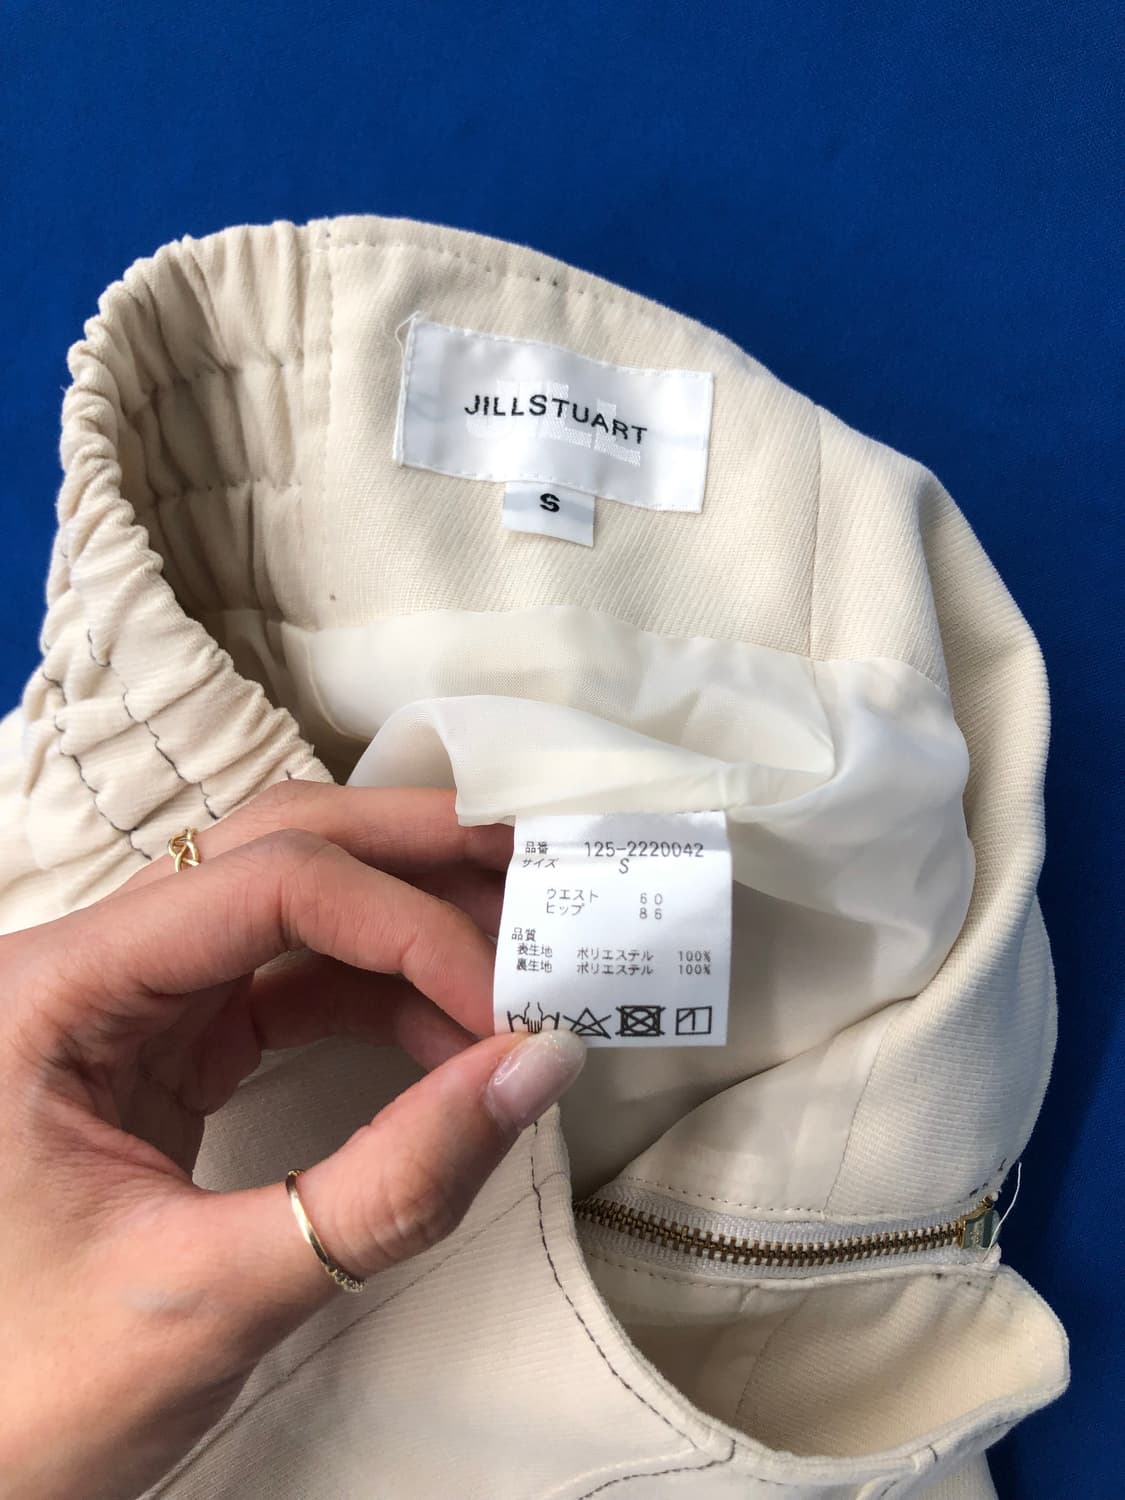 JILL
JILLSTUART
S
品番 125-2220042
サイズ S
ウエスト 60
ヒップ 86
品質
表生地 ポリエステル 100%
裏生地 ポリエステル 100%